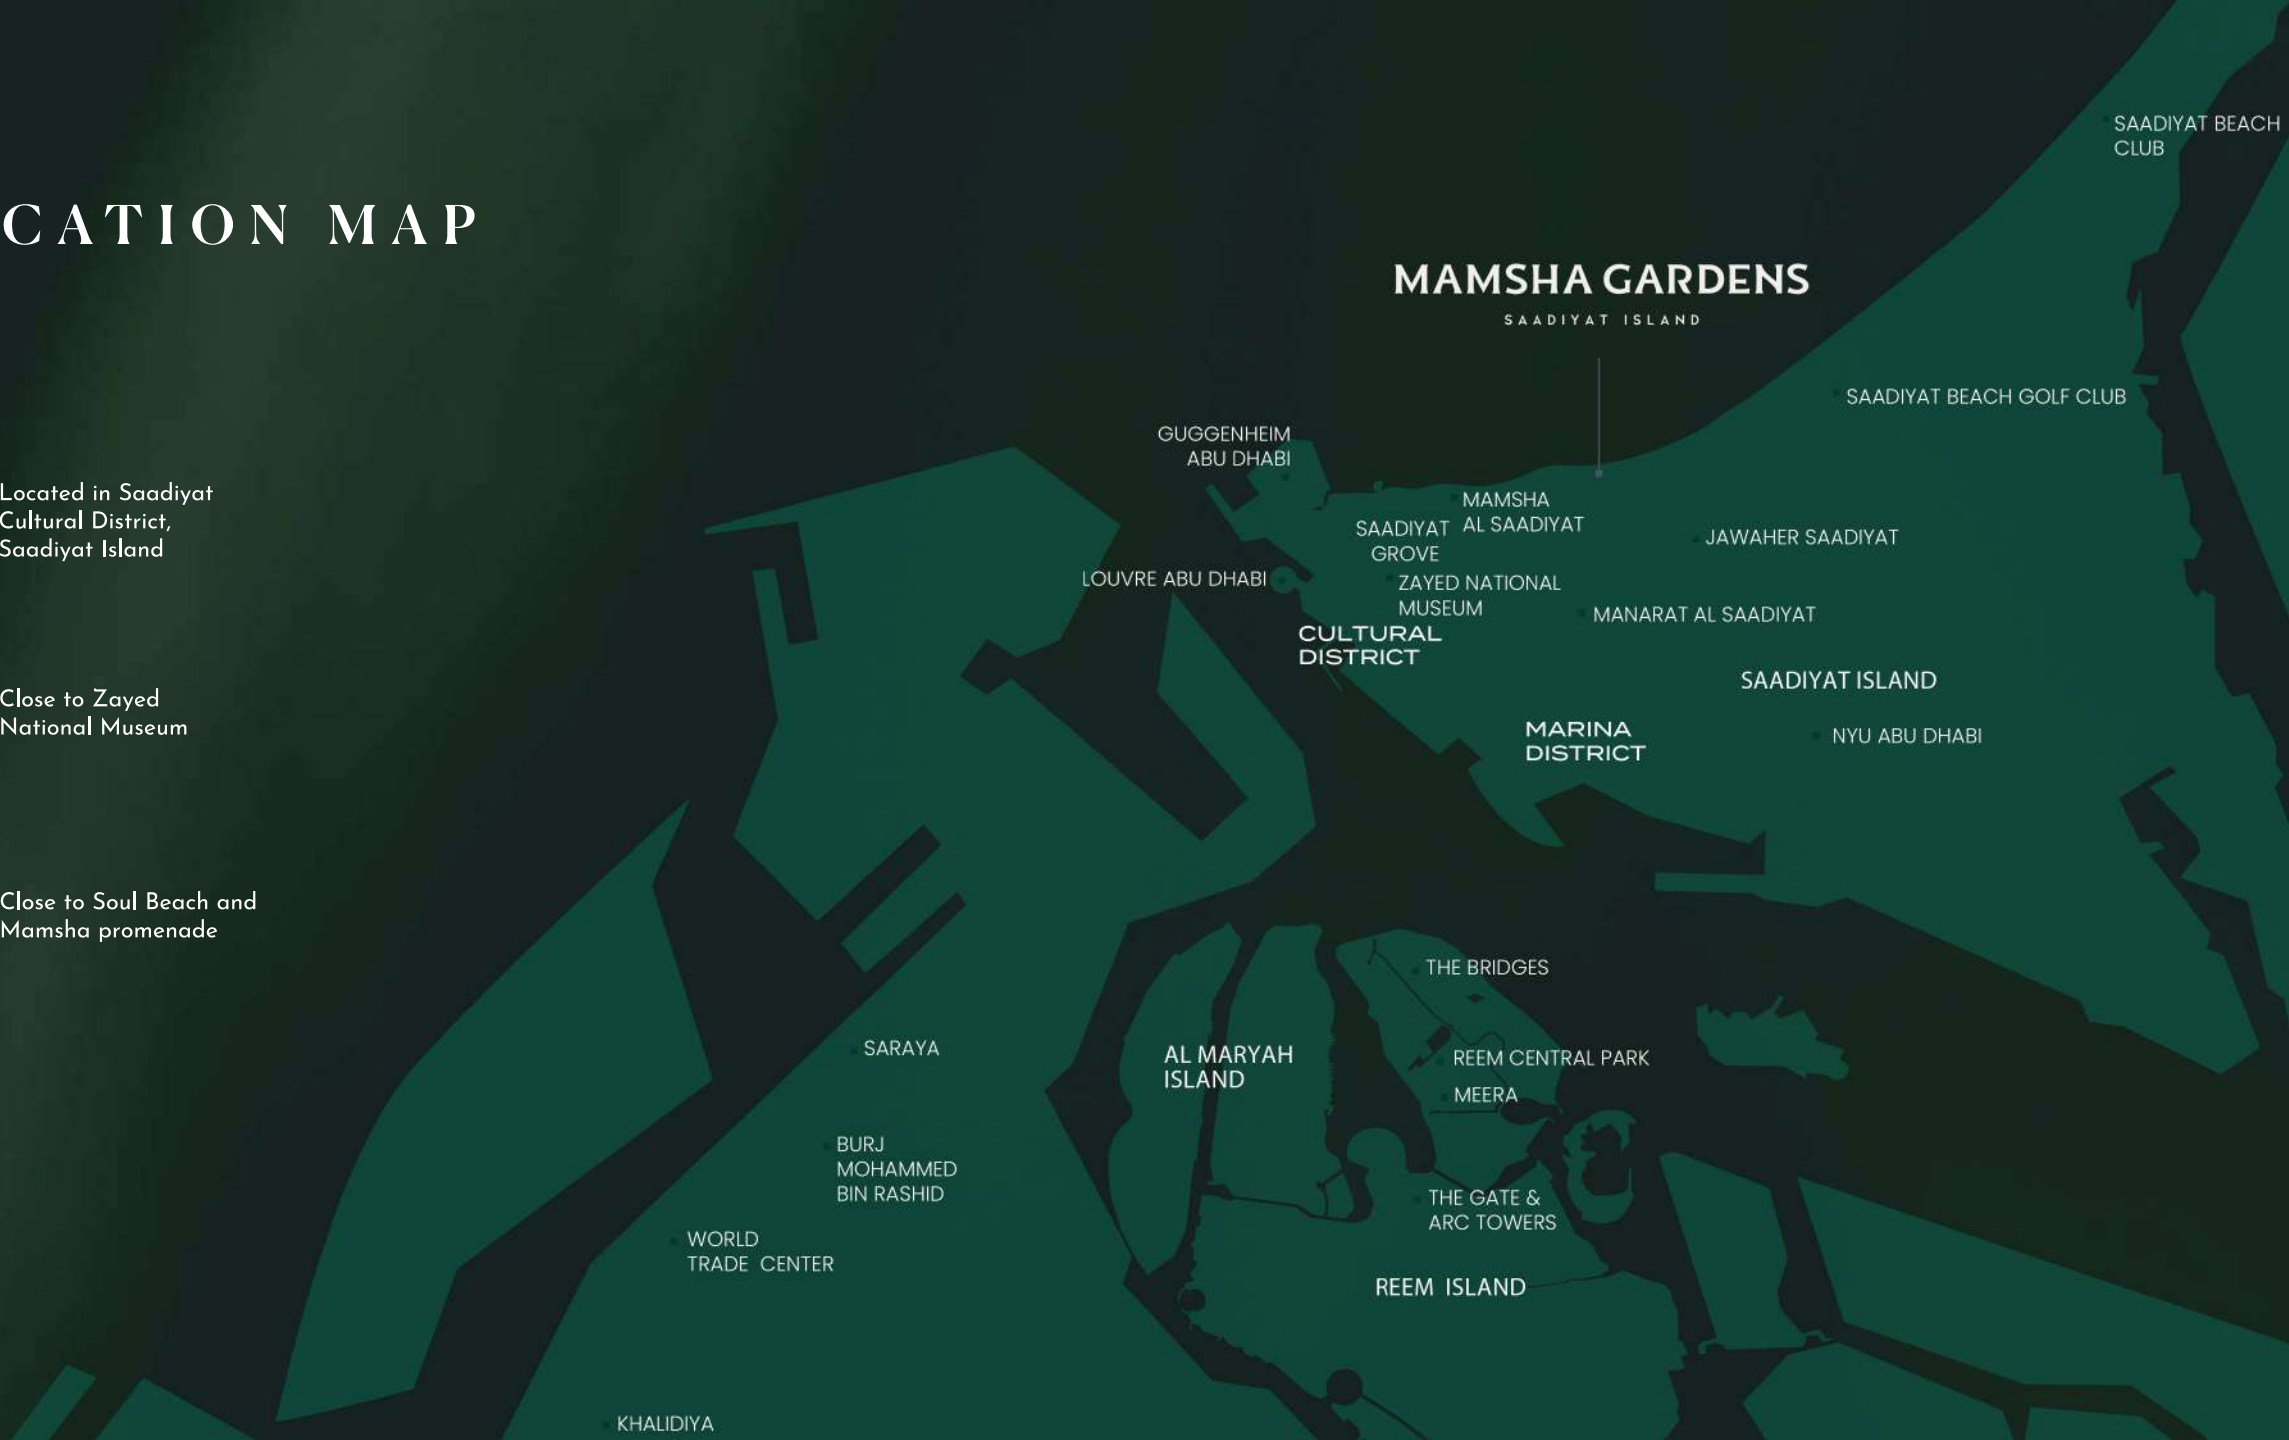 CATION MAP
Located in Saadiyat
Cultural District,
Saadiyat Island
Close to Zayed
National Museum
Close to Soul Beach and
Mamsha promenade
SAADIYAT BEACH
CLUB
MAMSHA GARDENS
SAADIYAT ISLAND
SAADIYAT BEACH GOLF CLUB
GUGGENHEIM
ABU DHABI
MAMSHA
AL SAADIYAT
SAADIYAT
GROVE
JAWAHER SAADIYAT
LOUVRE ABU DHABI
ZAYED NATIONAL
MUSEUM
MANARAT AL SAADIYAT
CULTURAL
DISTRICT
SAADIYAT ISLAND
MARINA
DISTRICT
NYU ABU DHABI
THE BRIDGES
SARAYA
AL MARYAH
ISLAND
REEM CENTRAL PARK
MEERA
BURJ
MOHAMMED
BIN RASHID
THE GATE &
ARC TOWERS
WORLD
TRADE CENTER
REEM ISLAND
KHALIDIYA